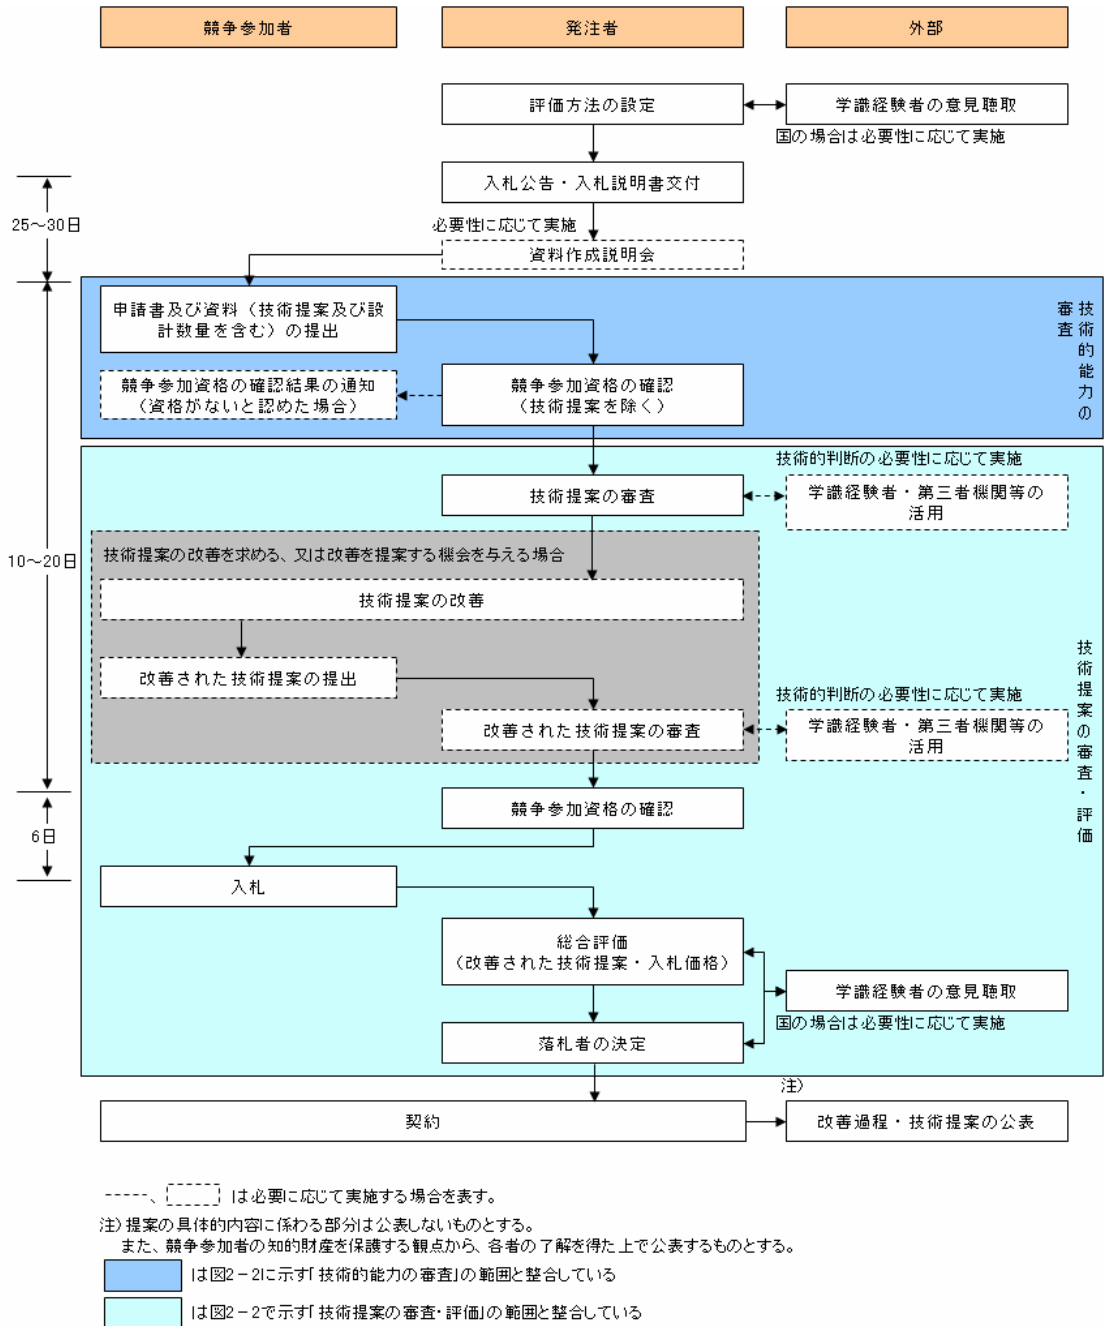 競争参加者
発注者
外部
評価方法の設定
学識経験者の意見聴取
国の場合は必要性に応じて実施
入札公告・入札説明書交付
25～30日
必要性に応じて実施
資料作成説明会
申請書及び資料（技術提案及び設
計数量を含む）の提出
技術的能力の
審査
競争参加資格の確認結果の通知
（資格がないと認めた場合）
競争参加資格の確認
（技術提案を除く）
技術的判断の必要性に応じて実施
技術提案の審査
学識経験者・第三者機関等の
活用
10～20日
技術提案の改善を求める、又は改善を提案する機会を与える場合
技術提案の改善
改善された技術提案の提出
技術提案の審査・評価
技術的判断の必要性に応じて実施
改善された技術提案の審査
学識経験者・第三者機関等の
活用
競争参加資格の確認
6日
入札
総合評価
（改善された技術提案・入札価格）
学識経験者の意見聴取
国の場合は必要性に応じて実施
落札者の決定
注）
契約
改善過程・技術提案の公表
-----、 は必要に応じて実施する場合を表す。
注）提案の具体的内容に係わる部分は公表しないものとする。
また、競争参加者の知的財産を保護する観点から、各者の了解を得た上で公表するものとする。
は図2－2に示す「技術的能力の審査」の範囲と整合している
は図2－2で示す「技術提案の審査・評価」の範囲と整合している